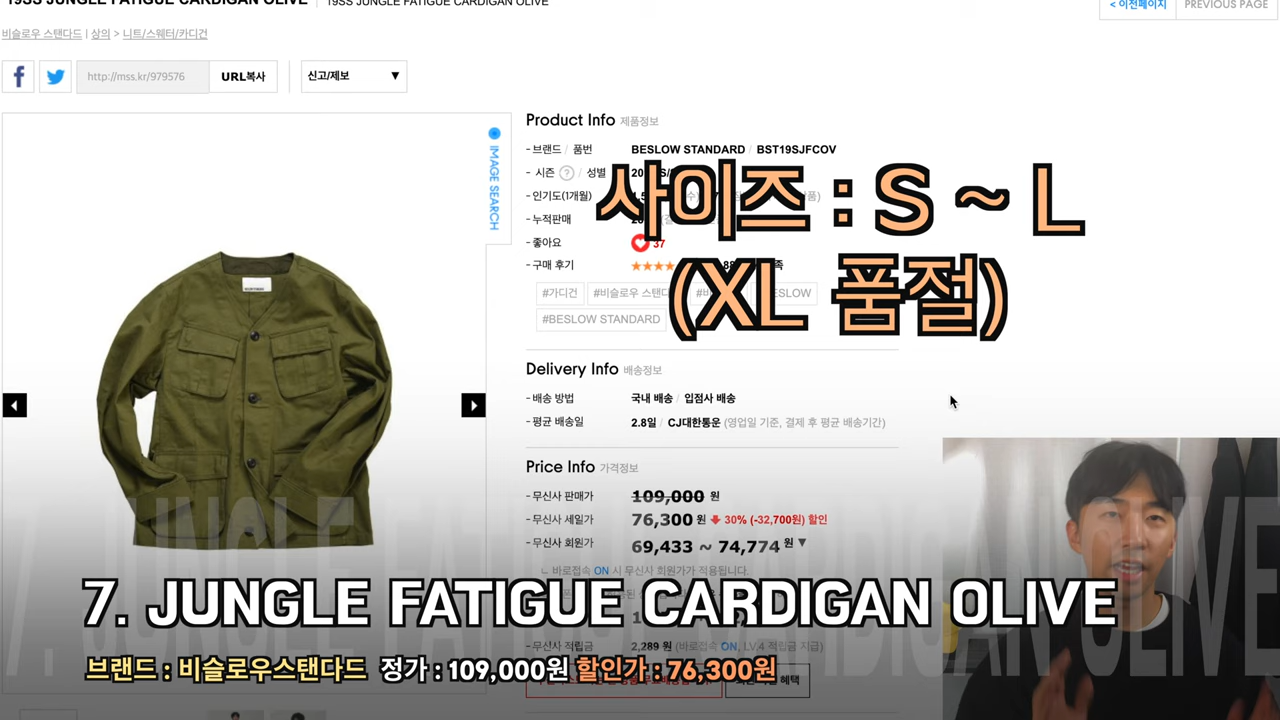 19SS JUNGLE FATIGUE CARDIGAN OLIVE 19SS JUNGLE FATIGUE CARDIGAN OLIVE
< 이전페이지 PREVIOUS PAGE
비슬로우 스탠다드 | 상의 > 니트/스웨터/카디건
http://mss.kr/979576 URL복사 신고/제보 ▼
IMAGE SEARCH
Product Info 제품정보
- 브랜드 / 품번 BESLOW STANDARD / BST19SJFCOV
- 시즌 ? / 성별
- 인기도(1개월)
- 누적판매
- 좋아요 37
- 구매 후기 ★★★★
사이즈 : S ~ L
(XL 품절)
#가디건 #비슬로우 스탠다
#BESLOW STANDARD
Delivery Info 배송정보
- 배송 방법 국내 배송 / 입점사 배송
- 평균 배송일 2.8일 / CJ대한통운 (영업일 기준, 결제 후 평균 배송기간)
Price Info 가격정보
- 무신사 판매가 109,000 원
- 무신사 세일가 76,300 원 30% (-32,700원) 할인
- 무신사 회원가 69,433 ~ 74,774 원 ▼
ㄴ 바로접속 ON 시 무신사 회원가가 적용됩니다.
7. JUNGLE FATIGUE CARDIGAN OLIVE
- 무신사 적립금 2,289 원 (바로접속 ON, LV.4 적립금 지급)
브랜드 : 비슬로우스탠다드 정가 : 109,000원 할인가 : 76,300원
혜택